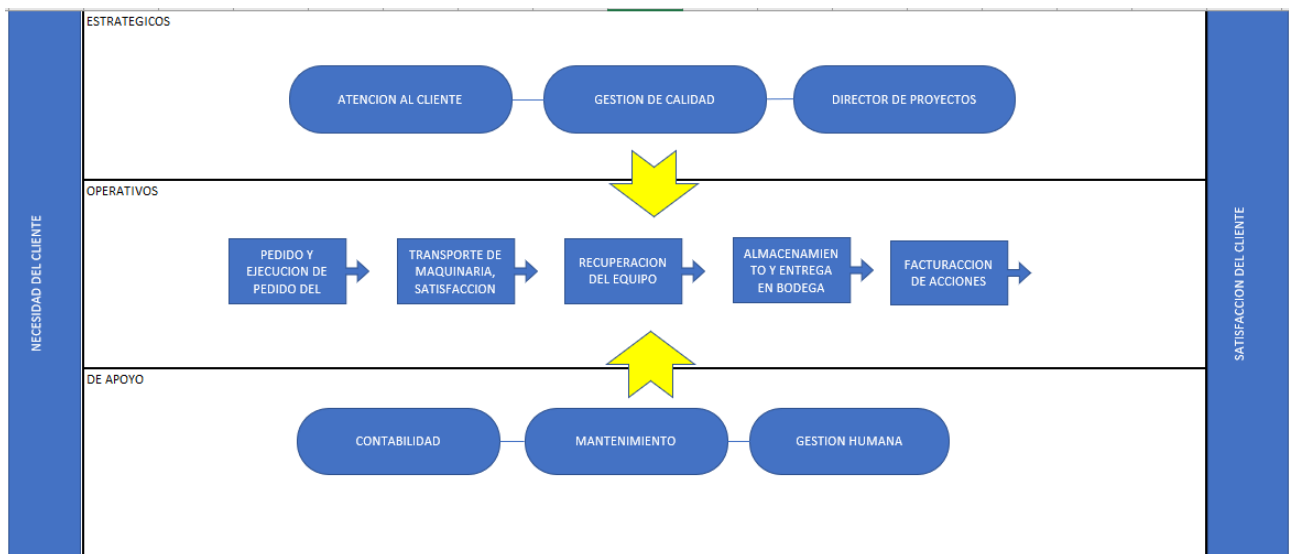 ESTRATEGICOS
ATENCION AL CLIENTE
GESTION DE CALIDAD
DIRECTOR DE PROYECTOS
NECESIDAD DEL CLIENTE
OPERATIVOS
PEDIDO Y
EJECUCION DE
PEDIDO DEL
TRANSPORTE DE
MAQUINARIA,
SATISFACCION
RECUPERACION
DEL EQUIPO
ALMACENAMIEN
TO Y ENTREGA
EN BODEGA
FACTURACCION
DE ACCIONES
SATISFACCION DEL CLIENTE
DE APOYO
CONTABILIDAD
MANTENIMIENTO
GESTION HUMANA